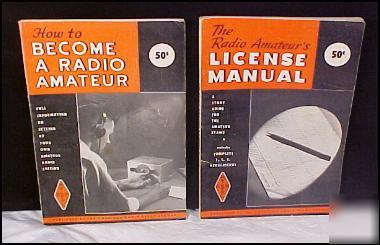 How to
BECOME
A RADIO
AMATEUR
50¢
FULL
INFORMATION
ON
SETTING
UP
YOUR
OWN
AMATEUR
RADIO
STATION
The
Radio Amateur's
LICENSE
MANUAL
50¢
A
STUDY
GUIDE
FOR
THE
AMATEUR
EXAMS
COMPLETE